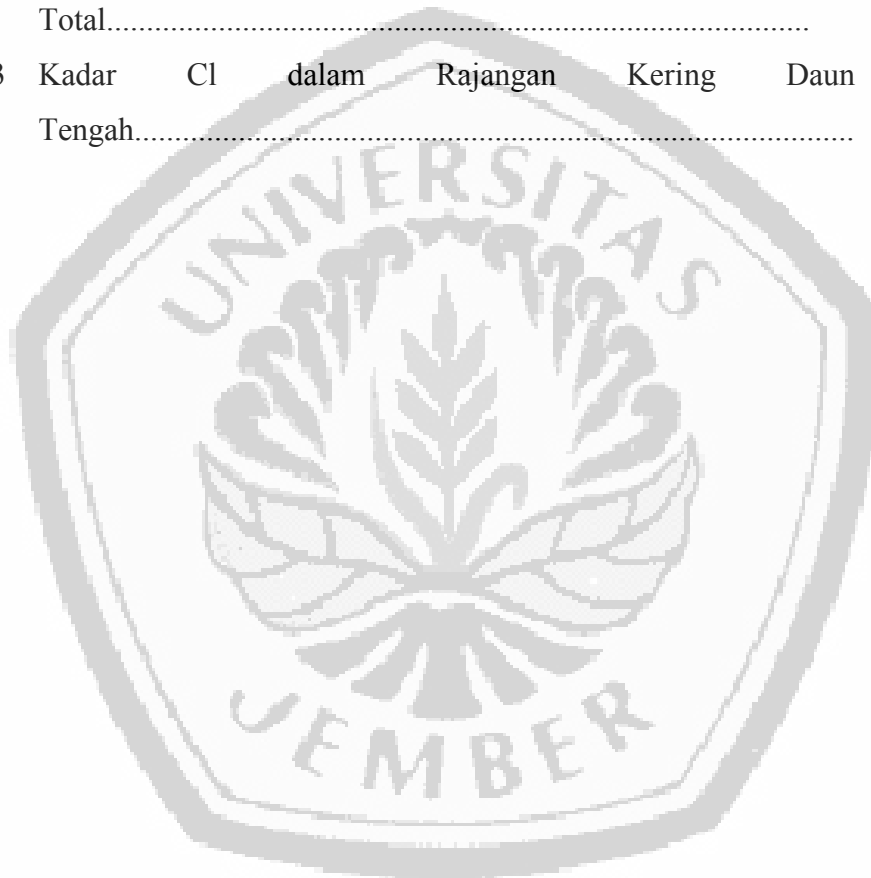 Total.........................................................................................
3 Kadar Cl dalam Rajangan Kering Daun
Tengah...........................................................................................
UNIVERSITAS
JEMBER